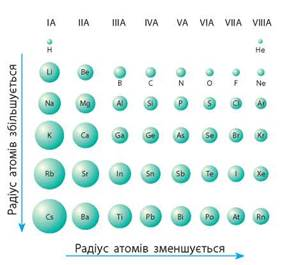 IA IIA IIIA IVA VA VIA VIIA VIIIA
H He
Li Be B C N O F Ne
Na Mg Al Si P S Cl Ar
K Ca Ga Ge As Se Br Xr
Rb Sr In Sn Sb Te I Xe
Cs Ba Ti Pb Bi Po At Rn
Радіус атомів збільшується
Радіус атомів зменшується